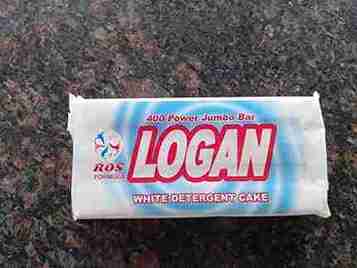 400 Power Jumbo Bar
LOGAN
ROS
FORMULA
WHITE DETERGENT CAKE